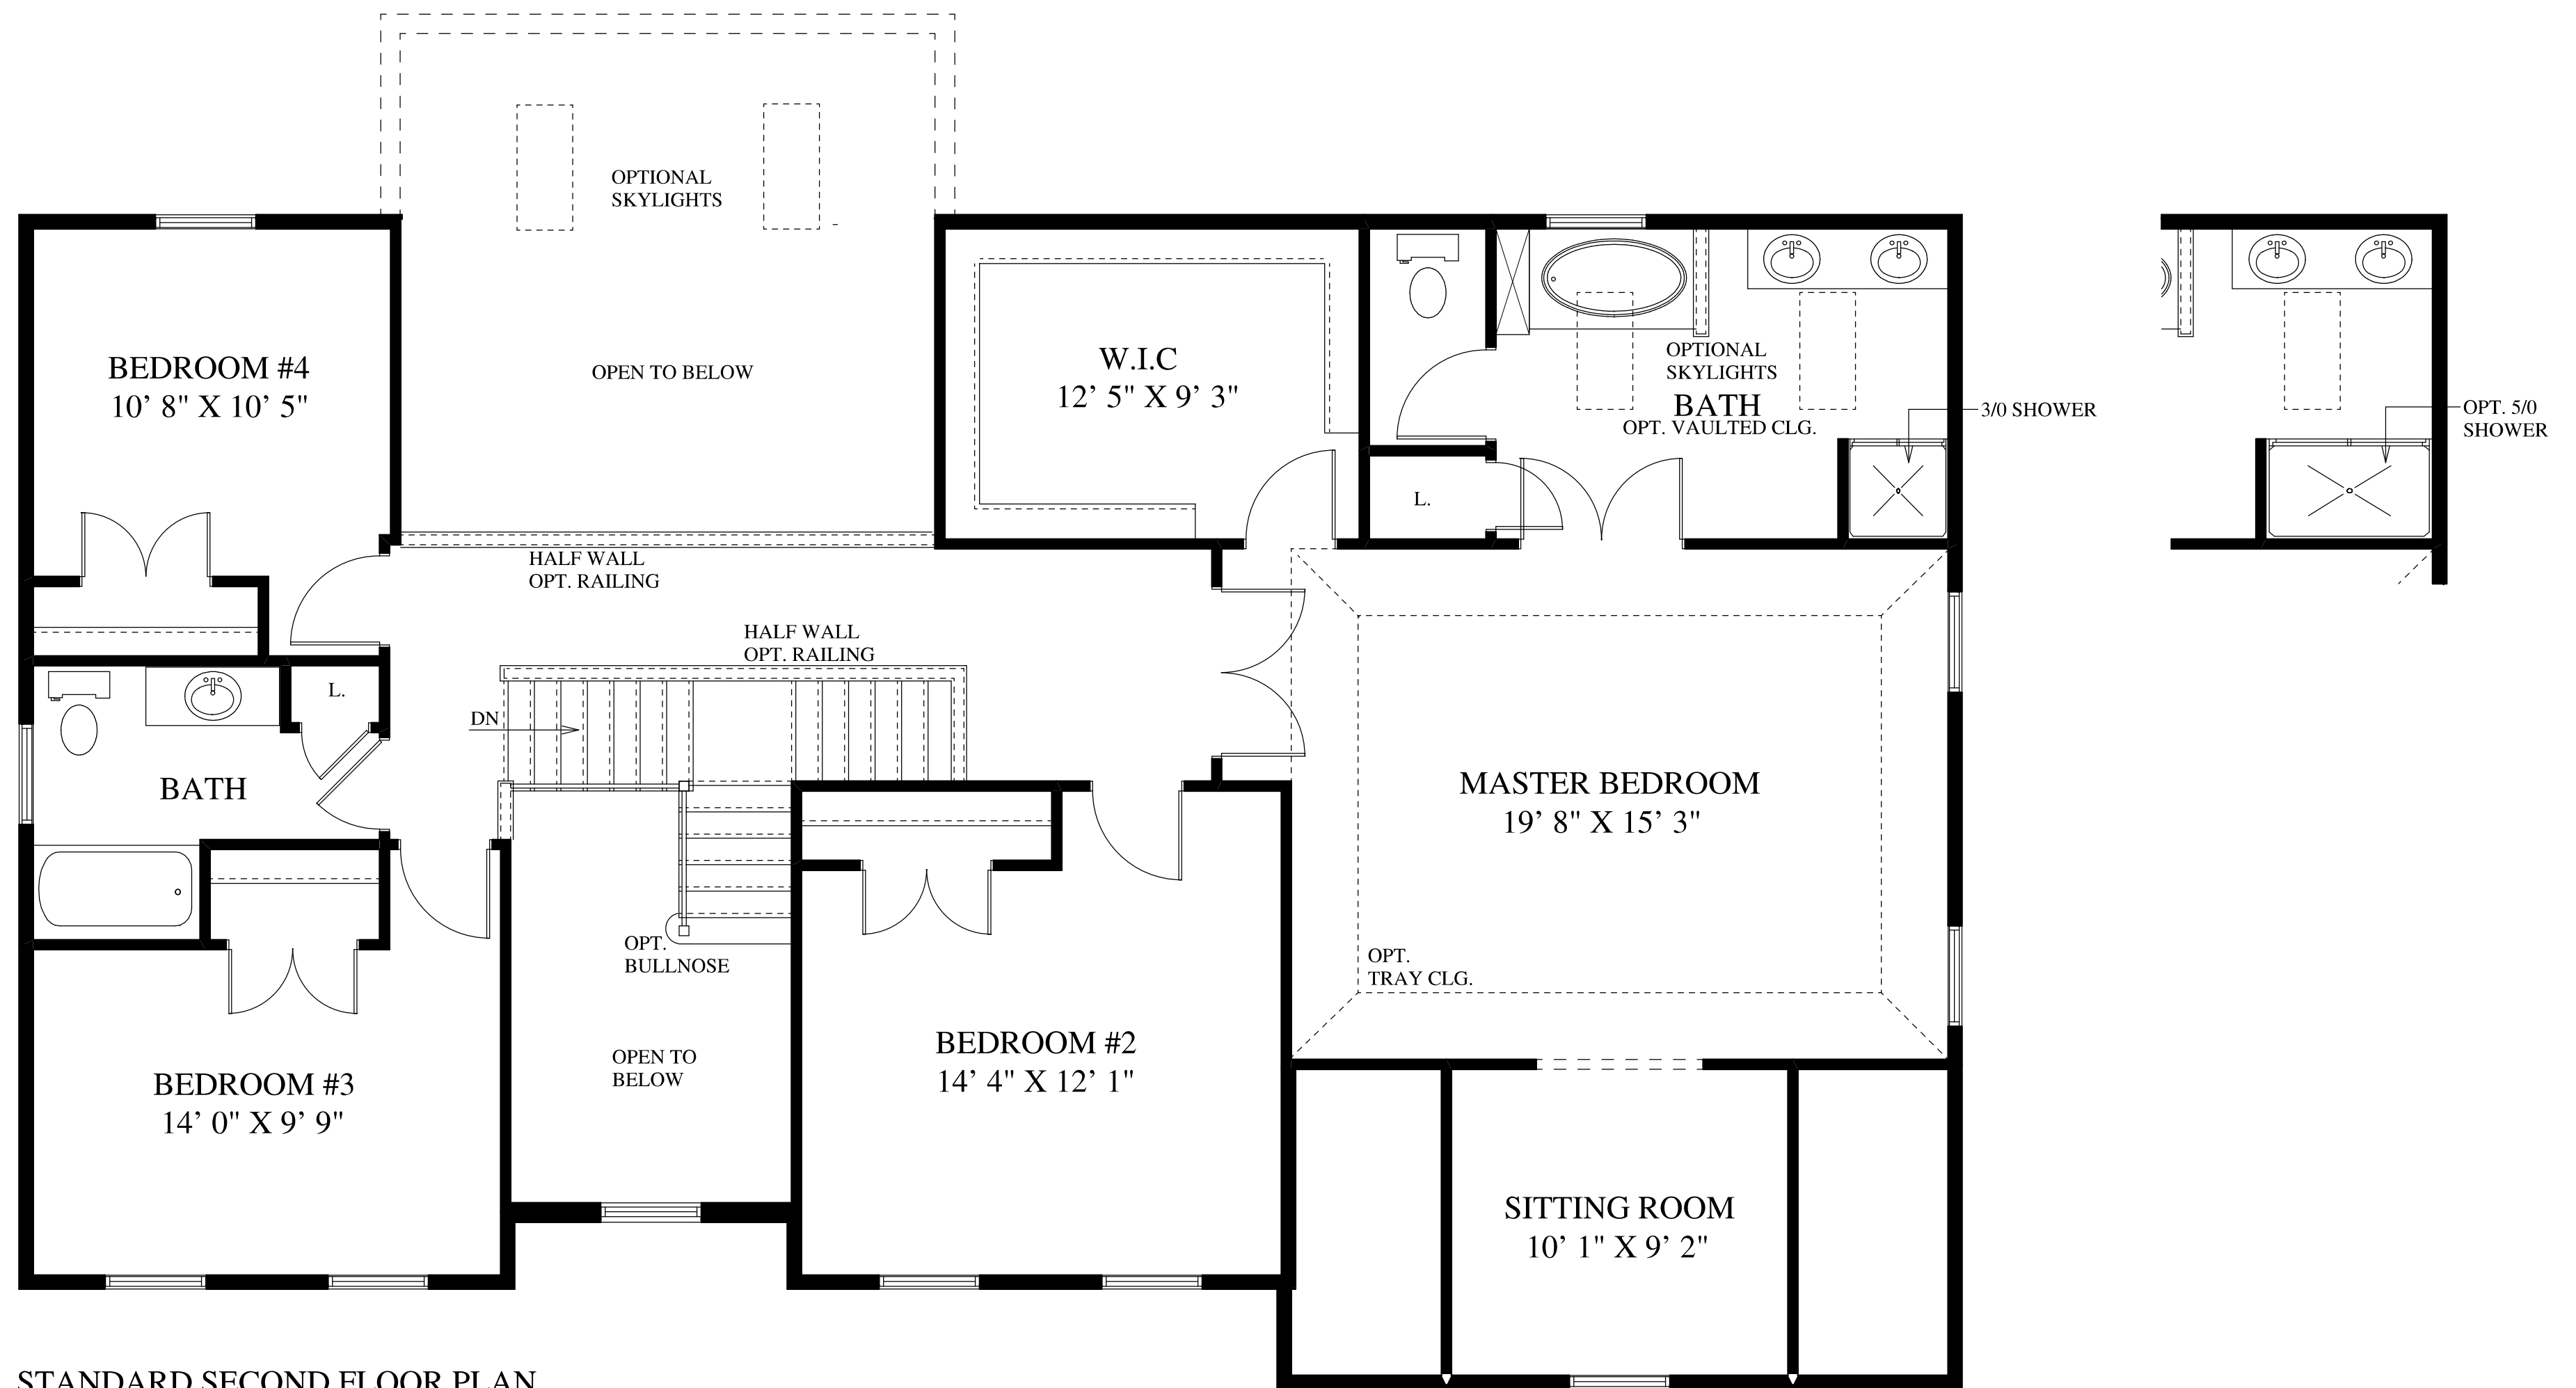 OPTIONAL
SKYLIGHTS
BEDROOM #4
10’ 8" X 10’ 5"
OPEN TO BELOW
W.I.C
12’ 5" X 9’ 3"
OPTIONAL
SKYLIGHTS
BATH
OPT. VAULTED CLG.
3/0 SHOWER
OPT. 5/0
SHOWER
L.
HALF WALL
OPT. RAILING
HALF WALL
OPT. RAILING
L.
DN
BATH
MASTER BEDROOM
19’ 8" X 15’ 3"
OPT.
BULLNOSE
OPT.
TRAY CLG.
OPEN TO
BELOW
BEDROOM #2
14’ 4" X 12’ 1"
BEDROOM #3
14’ 0" X 9’ 9"
SITTING ROOM
10’ 1" X 9’ 2"
STANDARD SECOND FLOOR PLAN